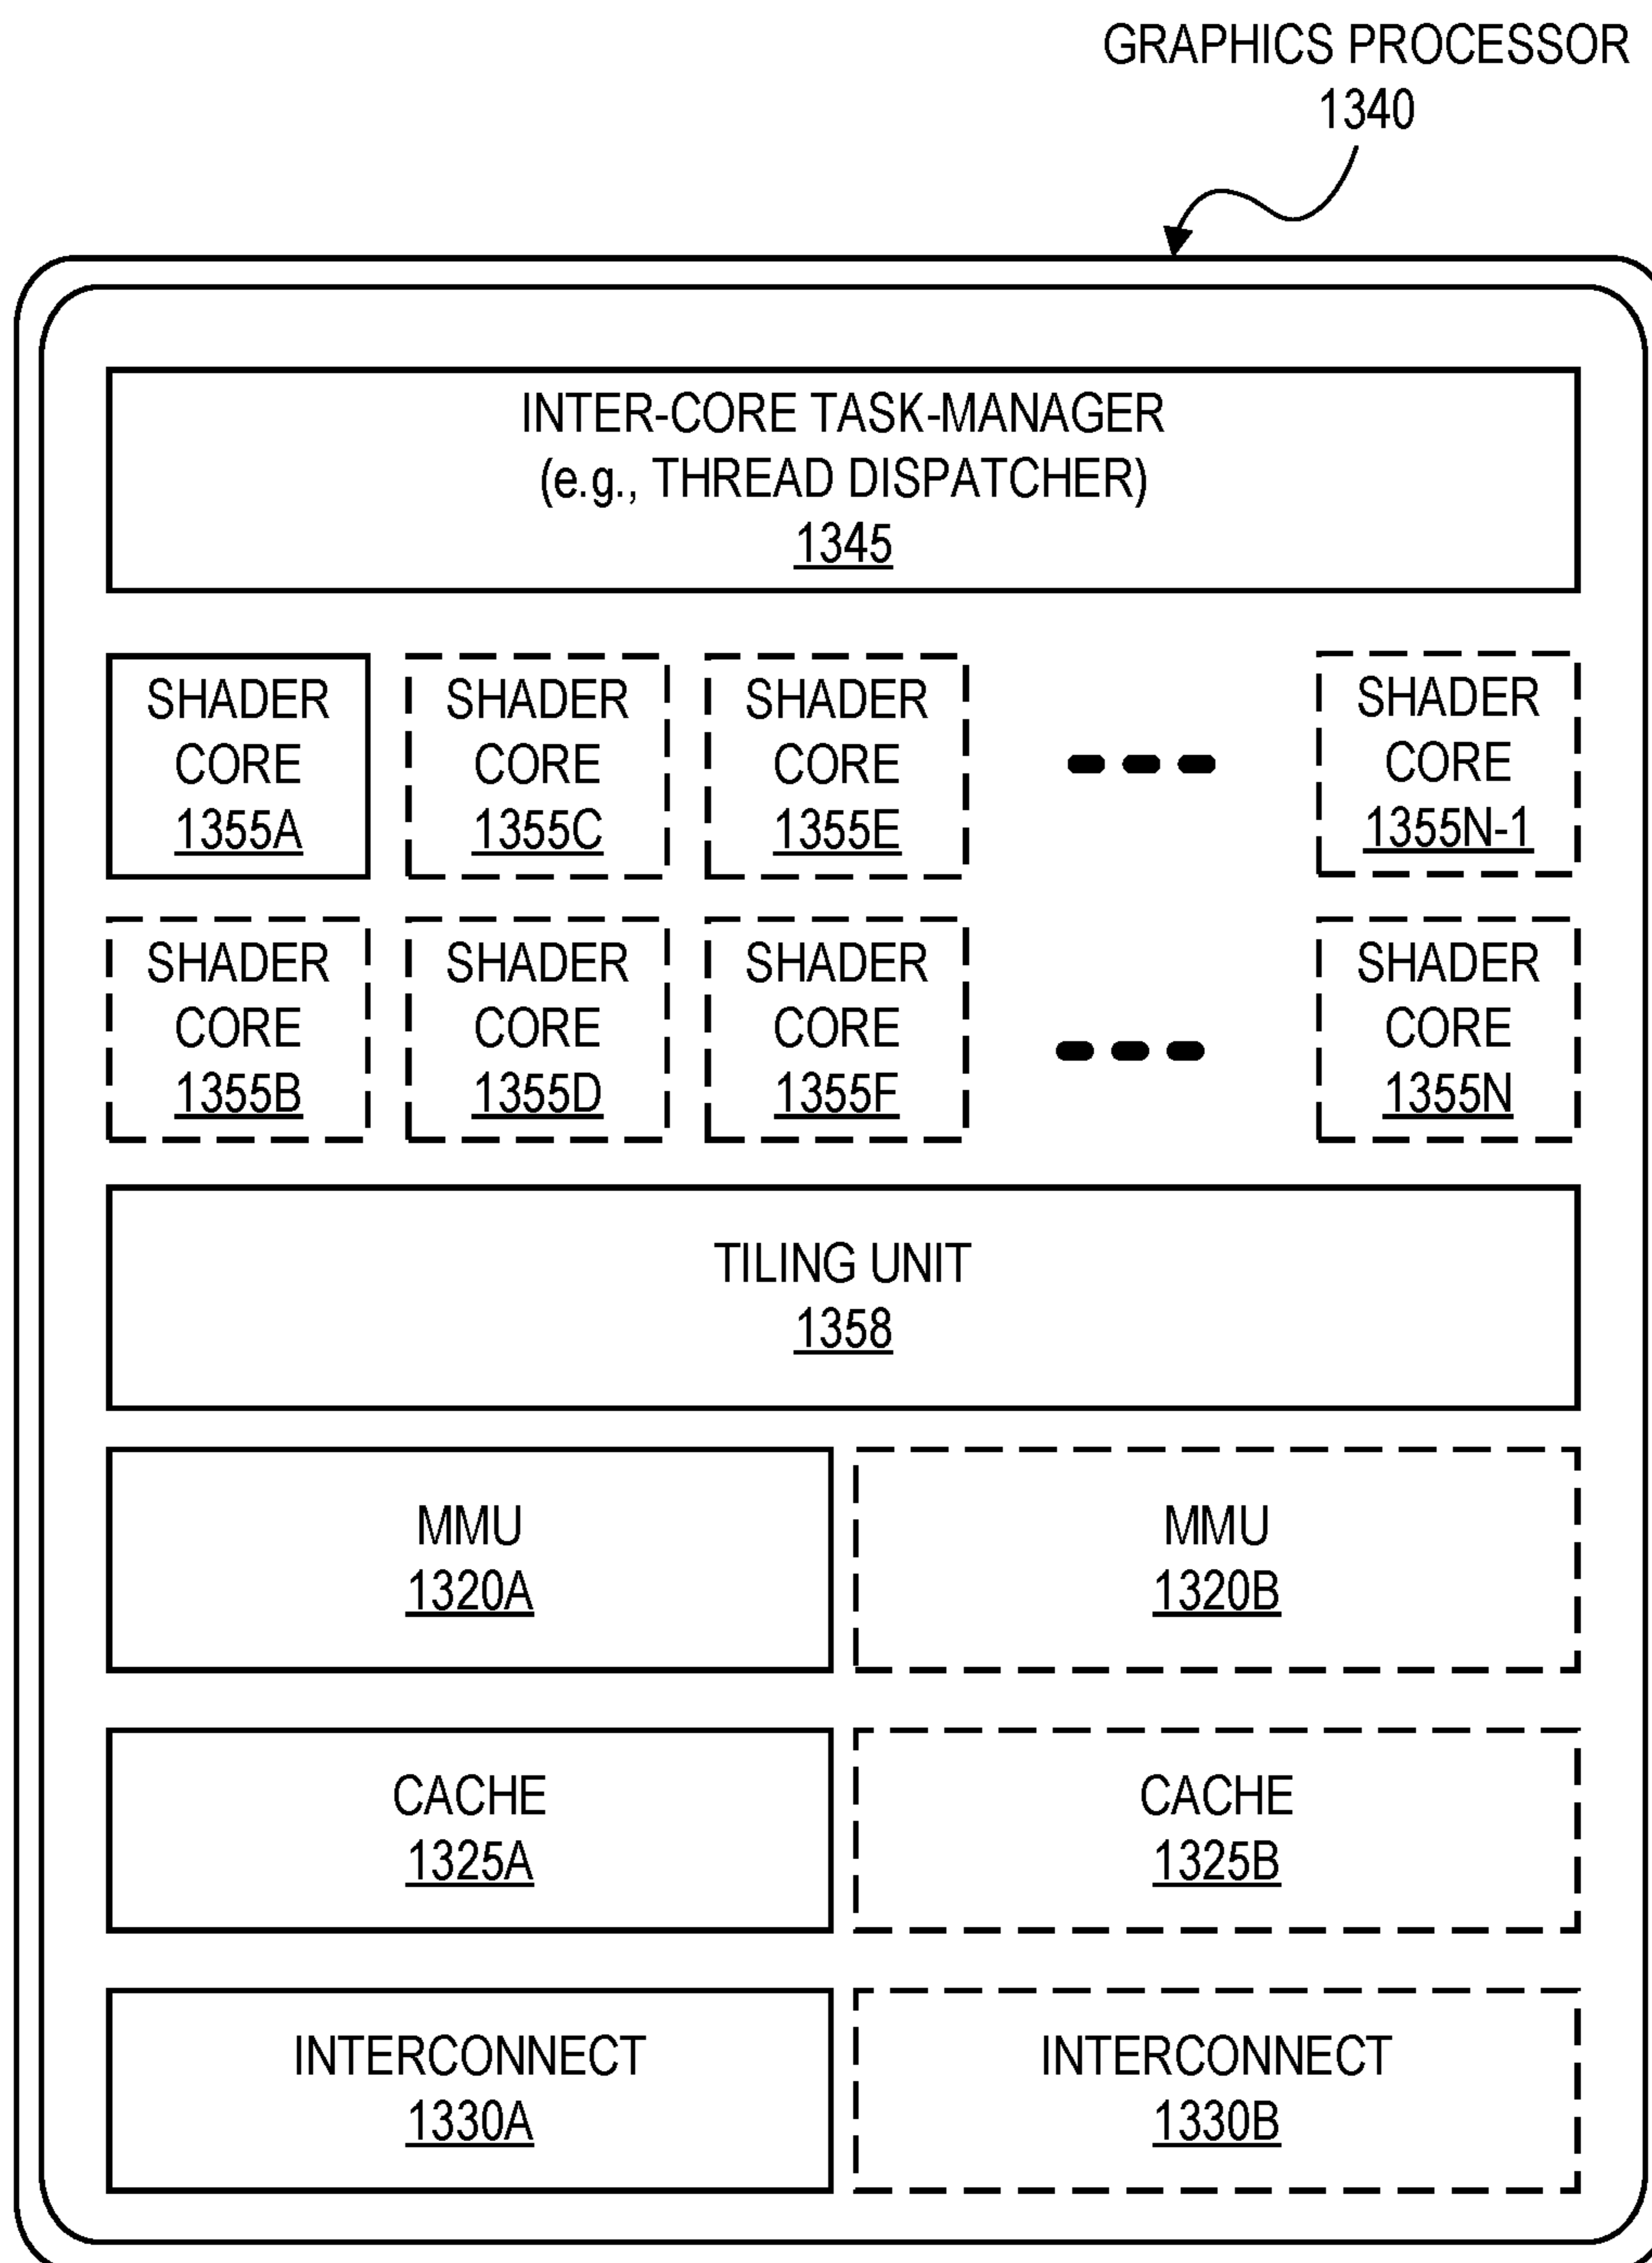 GRAPHICS PROCESSOR
1340
INTER-CORE TASK-MANAGER
(e.g., THREAD DISPATCHER)
1345
SHADER
CORE
1355A
SHADER
CORE
1355C
SHADER
CORE
1355E
SHADER
CORE
1355N-1
SHADER
CORE
1355B
SHADER
CORE
1355D
SHADER
CORE
1355F
SHADER
CORE
1355N
TILING UNIT
1358
MMU
1320A
MMU
1320B
CACHE
1325A
CACHE
1325B
INTERCONNECT
1330A
INTERCONNECT
1330B